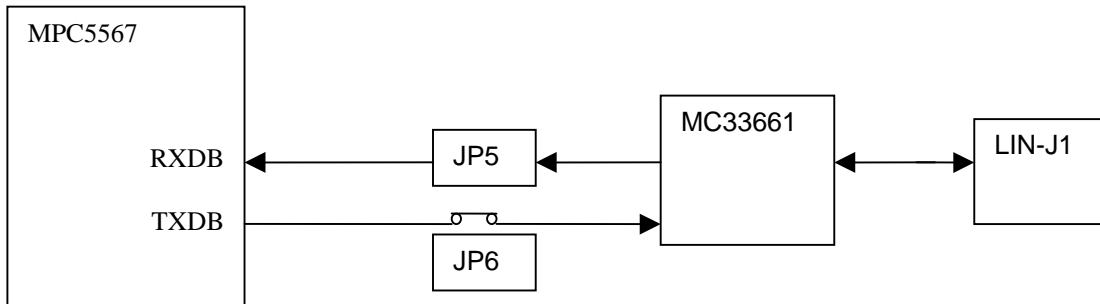 MPC5567
MC33661
RXDB
JP5
LIN-J1
TXDB
JP6